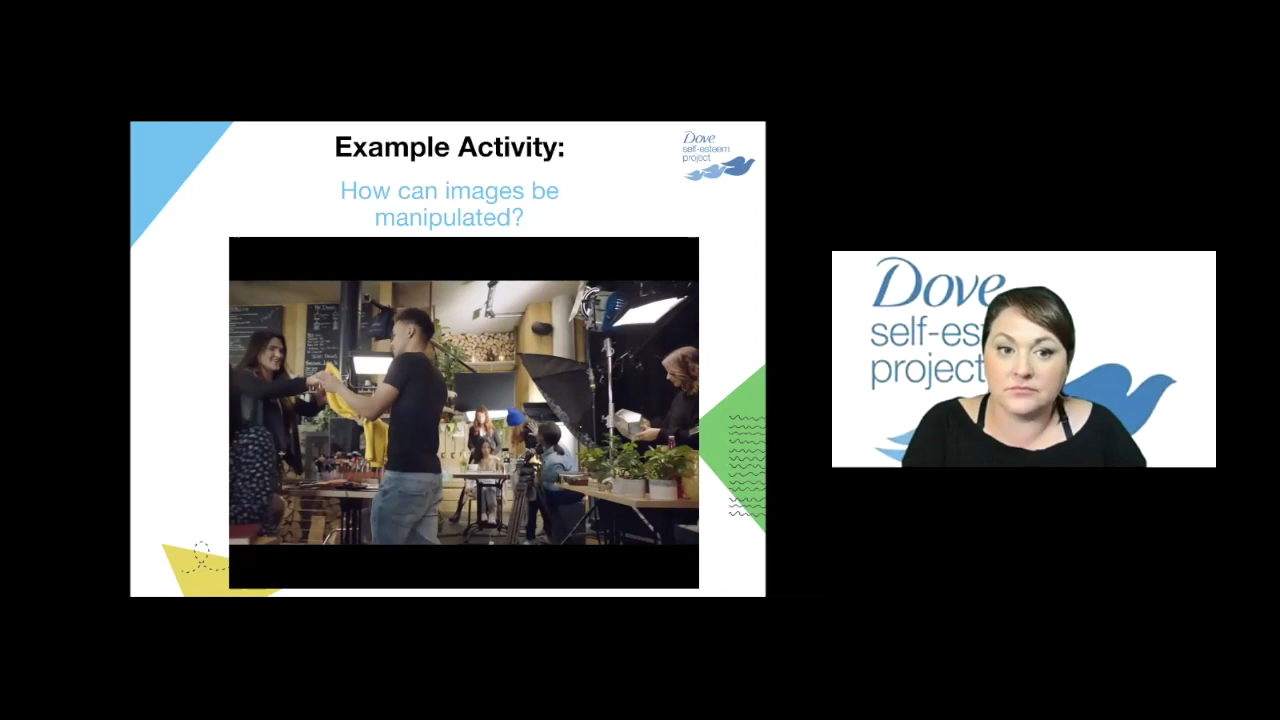 Example Activity:
How can images be
manipulated?
Dove
self-esteem
project
Dove
self-es
project